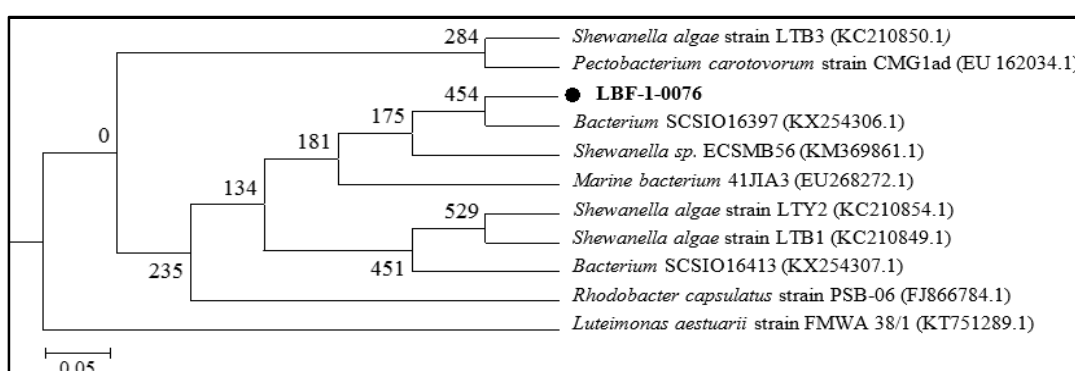 284
Shewanella algae strain LTB3 (KC210850.1)
Pectobacterium carotovorum strain CMG1ad (EU 162034.1)
454
LBF-1-0076
175
Bacterium SCSIO16397 (KX254306.1)
0
181
Shewanella sp. ECSMB56 (KM369861.1)
134
Marine bacterium 41JIA3 (EU268272.1)
529
Shewanella algae strain LTY2 (KC210854.1)
Shewanella algae strain LTB1 (KC210849.1)
235
451
Bacterium SCSIO16413 (KX254307.1)
Rhodobacter capsulatus strain PSB-06 (FJ866784.1)
Luteimonas aestuarii strain FMWA 38/1 (KT751289.1)
0.05